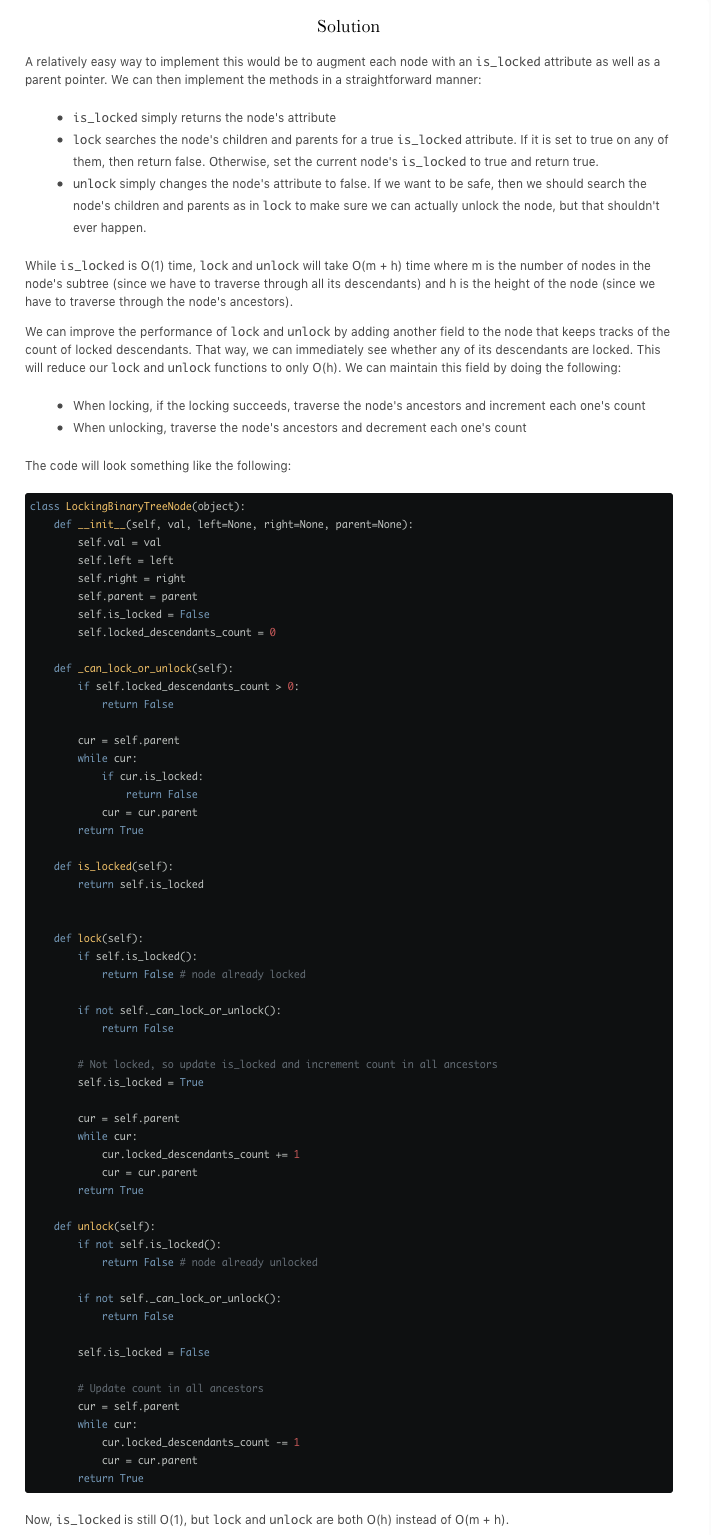 Solution
A relatively easy way to implement this would be to augment each node with an is_locked attribute as well as a
parent pointer. We can then implement the methods in a straightforward manner:
• is_locked simply returns the node's attribute
• lock searches the node's children and parents for a true is_locked attribute. If it is set to true on any of
them, then return false. Otherwise, set the current node's is_locked to true and return true.
• unlock simply changes the node's attribute to false. If we want to be safe, then we should search the
node's children and parents as in lock to make sure we can actually unlock the node, but that shouldn't
ever happen.
While is_locked is O(1) time, lock and unlock will take O(m + h) time where m is the number of nodes in the
node's subtree (since we have to traverse through all its descendants) and h is the height of the node (since we
have to traverse through the node's ancestors).
We can improve the performance of lock and unlock by adding another field to the node that keeps tracks of the
count of locked descendants. That way, we can immediately see whether any of its descendants are locked. This
will reduce our lock and unlock functions to only O(h). We can maintain this field by doing the following:
• When locking, if the locking succeeds, traverse the node's ancestors and increment each one's count
• When unlocking, traverse the node's ancestors and decrement each one's count
The code will look something like the following:
class LockingBinaryTreeNode(object):
    def __init__(self, val, left=None, right=None, parent=None):
        self.val = val
        self.left = left
        self.right = right
        self.parent = parent
        self.is_locked = False
        self.locked_descendants_count = 0
    def _can_lock_or_unlock(self):
        if self.locked_descendants_count > 0:
            return False
        cur = self.parent
        while cur:
            if cur.is_locked:
                return False
            cur = cur.parent
        return True
    def is_locked(self):
        return self.is_locked
    def lock(self):
        if self.is_locked():
            return False # node already locked
        if not self._can_lock_or_unlock():
            return False
        # Not locked, so update is_locked and increment count in all ancestors
        self.is_locked = True
        cur = self.parent
        while cur:
            cur.locked_descendants_count += 1
            cur = cur.parent
        return True
    def unlock(self):
        if not self.is_locked():
            return False # node already unlocked
        if not self._can_lock_or_unlock():
            return False
        self.is_locked = False
        # Update count in all ancestors
        cur = self.parent
        while cur:
            cur.locked_descendants_count -= 1
            cur = cur.parent
        return True
Now, is_locked is still O(1), but lock and unlock are both O(h) instead of O(m + h).